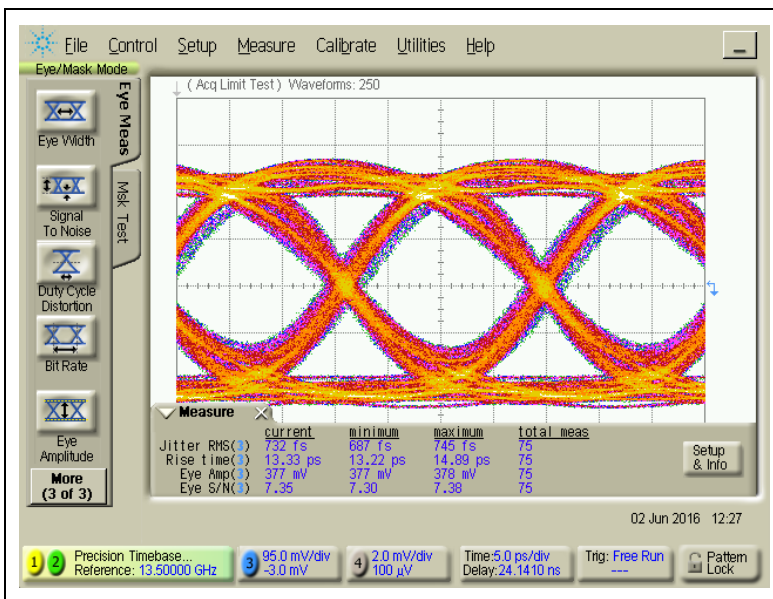 File Control Setup Measure Calibrate Utilities Help
Eye/Mask Mode
( Acq Limit Test ) Waveforms: 250
Eye Meas
Msk Test
Eye Width
Signal
To Noise
Duty Cycle
Distortion
Bit Rate
Eye
Amplitude
More
(3 of 3)
Measure
current minimum maximum total meas
Jitter RMS(3) 732 fs 687 fs 745 fs 75
Rise time(3) 13.33 ps 13.22 ps 14.89 ps 75
Eye Amp(3) 377 mV 377 mV 378 mV 75
Eye S/N(3) 7.35 7.30 7.38 75
Setup
& Info
02 Jun 2016 12:27
1 2 Precision Timebase...
Reference: 13.50000 GHz
3 95.0 mV/div
-3.0 mV
4 2.0 mV/div
100 µV
Time:5.0 ps/div
Delay:24.1410 ns
Trig: Free Run
---
Pattern
Lock